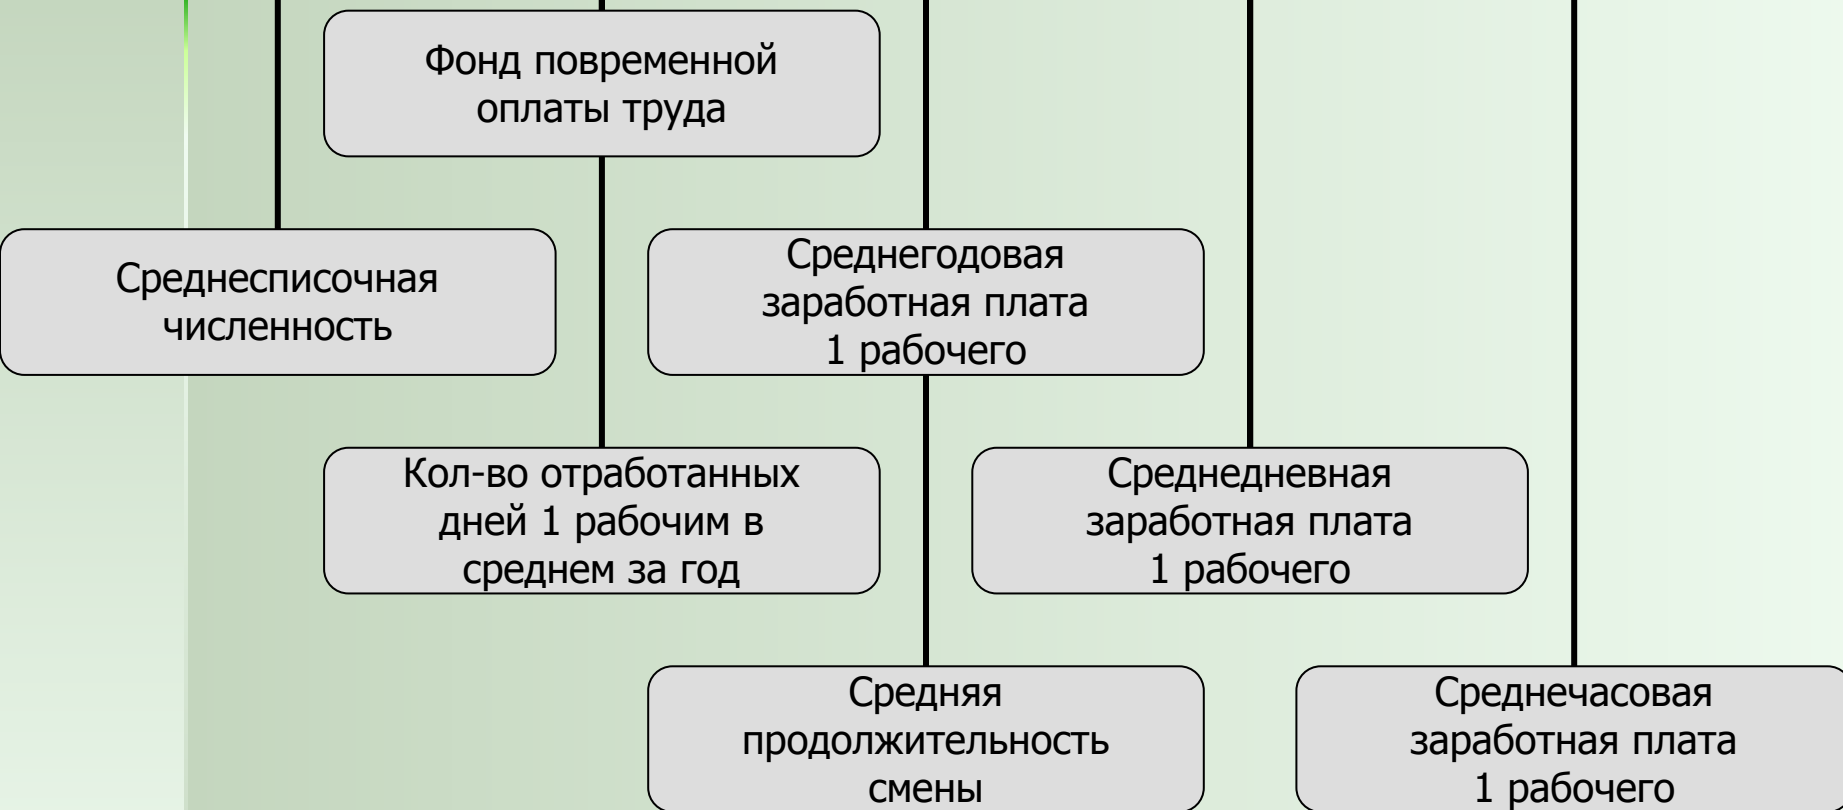 Фонд повременной
оплаты труда
Среднесписочная
численность
Среднегодовая
заработная плата
1 рабочего
Кол-во отработанных
дней 1 рабочим в
среднем за год
Среднедневная
заработная плата
1 рабочего
Средняя
продолжительность
смены
Среднечасовая
заработная плата
1 рабочего